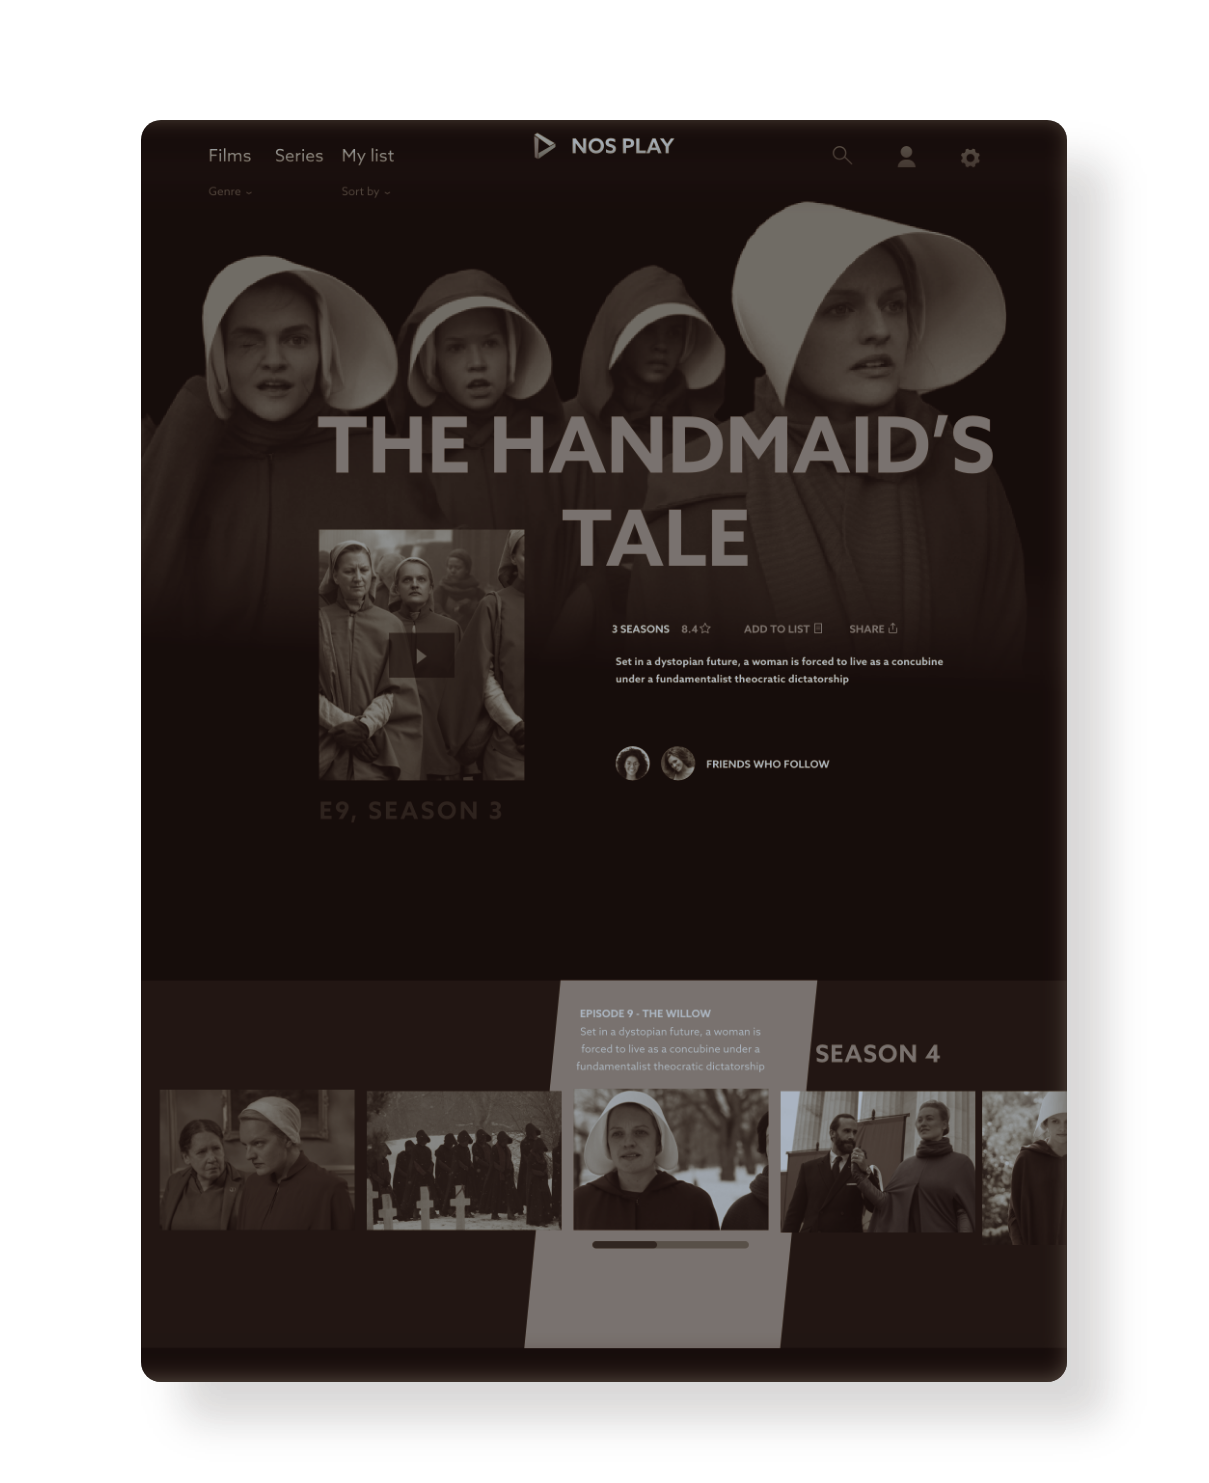 NOS PLAY
Films Series My list
Genre Sort by
THE HANDMAID’S
TALE
3 SEASONS 8.4 ADD TO LIST SHARE
Set in a dystopian future, a woman is forced to live as a concubine
under a fundamentalist theocratic dictatorship
FRIENDS WHO FOLLOW
E9, SEASON 3
EPISODE 9 - THE WILLOW
Set in a dystopian future, a woman is
forced to live as a concubine under a
fundamentalist theocratic dictatorship
SEASON 4